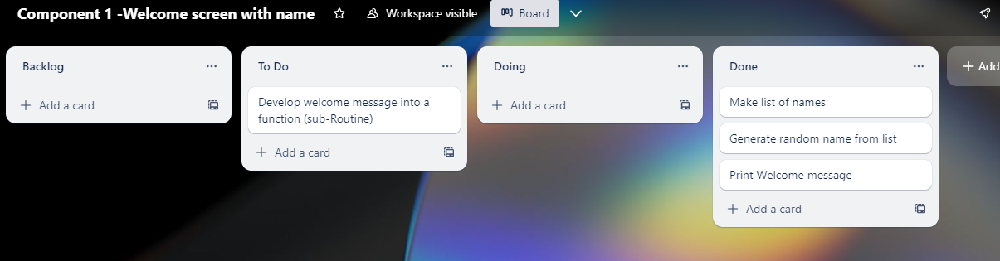 Component 1 -Welcome screen with name
Workspace visible
Board
Backlog
Add a card
To Do
Develop welcome message into a
function (sub-Routine)
Add a card
Doing
Add a card
Done
Make list of names
Generate random name from list
Print Welcome message
Add a card
Add